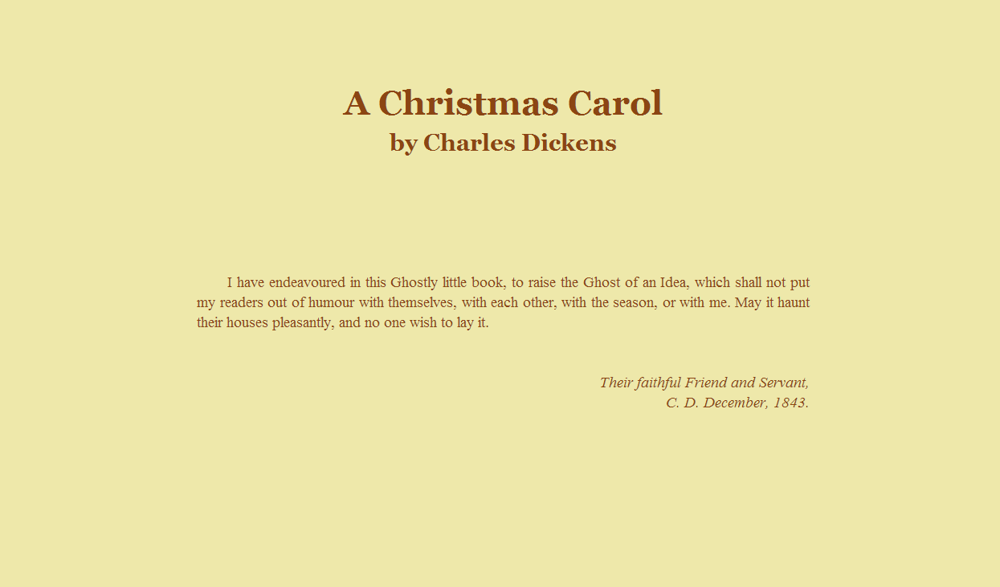 A Christmas Carol
by Charles Dickens
I have endeavoured in this Ghostly little book, to raise the Ghost of an Idea, which shall not put
my readers out of humour with themselves, with each other, with the season, or with me. May it haunt
their houses pleasantly, and no one wish to lay it.
Their faithful Friend and Servant,
C. D. December, 1843.